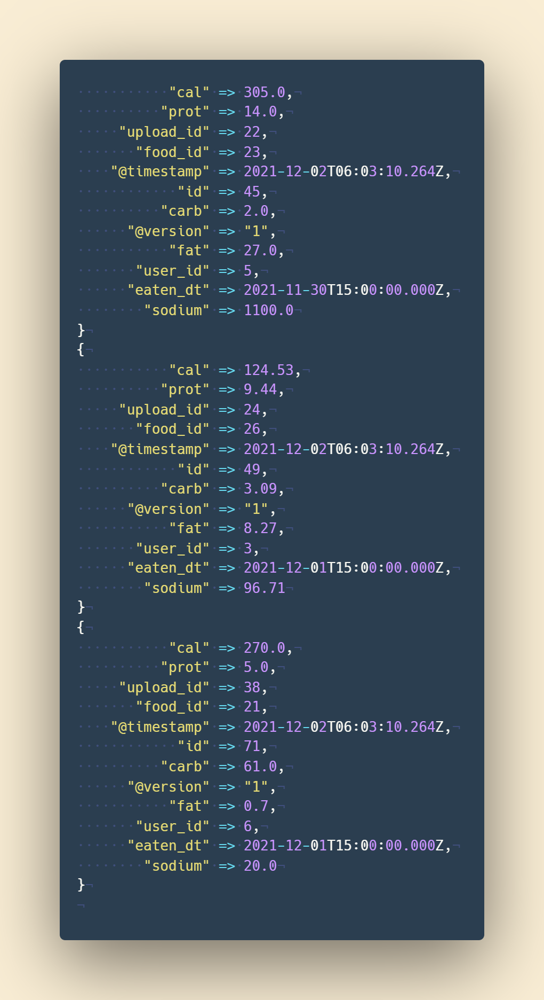 "cal" => 305.0,
"prot" => 14.0,
"upload_id" => 22,
"food_id" => 23,
"@timestamp" => 2021-12-02T06:03:10.264Z,
"id" => 45,
"carb" => 2.0,
"@version" => "1",
"fat" => 27.0,
"user_id" => 5,
"eaten_dt" => 2021-11-30T15:00:00.000Z,
"sodium" => 1100.0
}
{
"cal" => 124.53,
"prot" => 9.44,
"upload_id" => 24,
"food_id" => 26,
"@timestamp" => 2021-12-02T06:03:10.264Z,
"id" => 49,
"carb" => 3.09,
"@version" => "1",
"fat" => 8.27,
"user_id" => 3,
"eaten_dt" => 2021-12-01T15:00:00.000Z,
"sodium" => 96.71
}
{
"cal" => 270.0,
"prot" => 5.0,
"upload_id" => 38,
"food_id" => 21,
"@timestamp" => 2021-12-02T06:03:10.264Z,
"id" => 71,
"carb" => 61.0,
"@version" => "1",
"fat" => 0.7,
"user_id" => 6,
"eaten_dt" => 2021-12-01T15:00:00.000Z,
"sodium" => 20.0
}